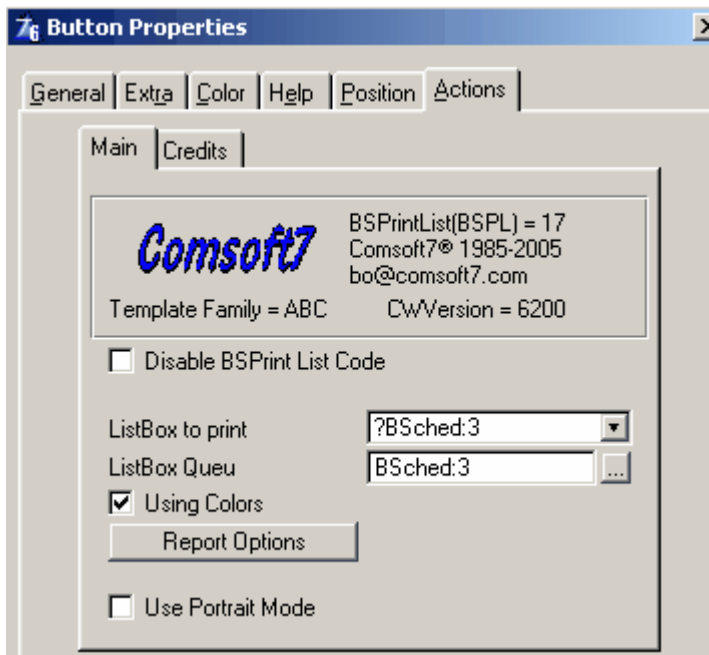 76 Button Properties
General Extra Color Help Position Actions
Main Credits
Comsoft7
BSPrintList(BSPL) = 17
Comsoft7® 1985-2005
bo@comsoft7.com
Template Family = ABC CWVersion = 6200
Disable BSPrint List Code
ListBox to print ?BSched:3
ListBox Queu BSched:3 ...
Using Colors
Report Options
Use Portrait Mode